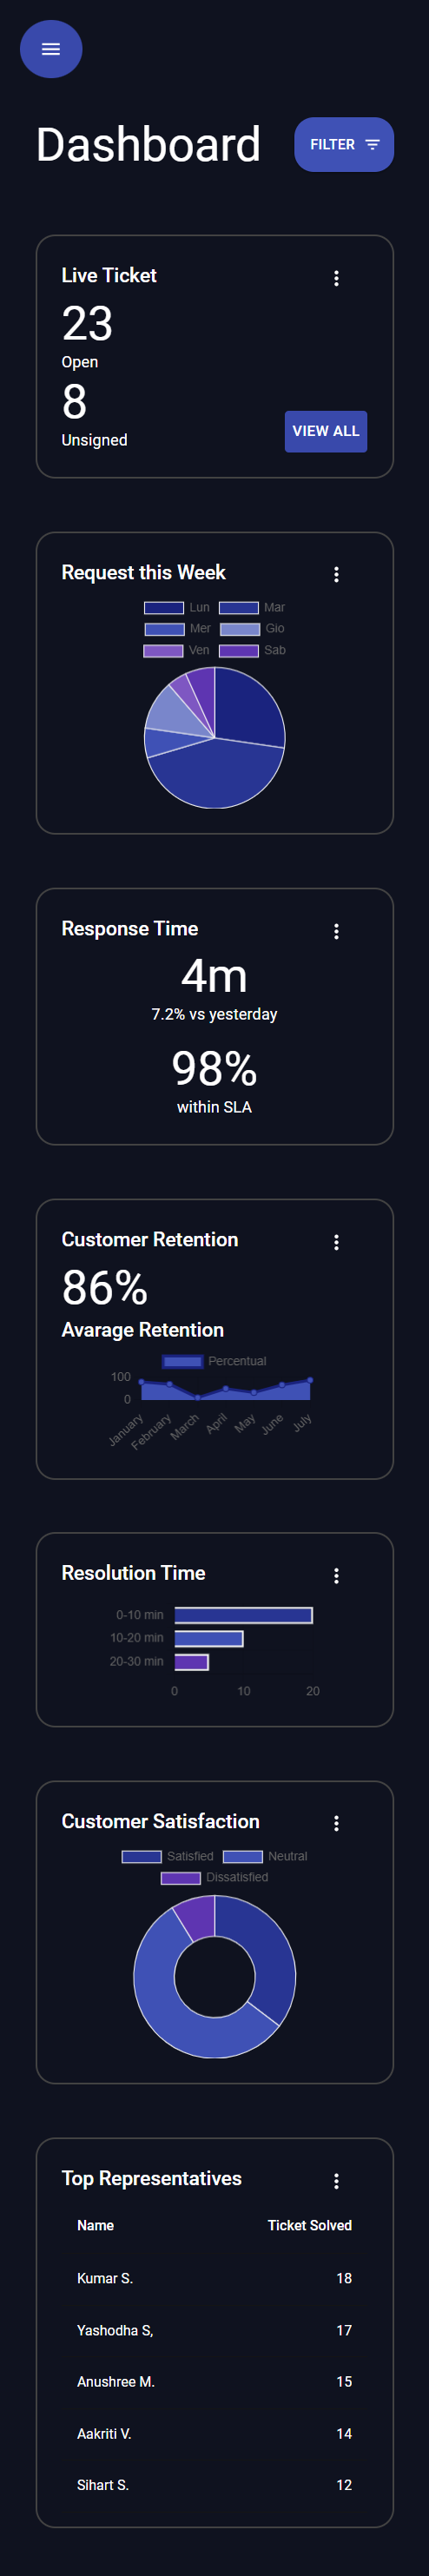 Dashboard
FILTER
Live Ticket
23
Open
8
Unsigned
VIEW ALL
Request this Week
Lun Mar
Mer Gio
Ven Sab
Response Time
4m
7.2% vs yesterday
98%
within SLA
Customer Retention
86%
Avarage Retention
Percentual
100
0
January February March April May June July
Resolution Time
0-10 min
10-20 min
20-30 min
0 10 20
Customer Satisfaction
Satisfied Neutral
Dissatisfied
Top Representatives
Name Ticket Solved
Kumar S. 18
Yashodha S, 17
Anushree M. 15
Aakriti V. 14
Sihart S. 12